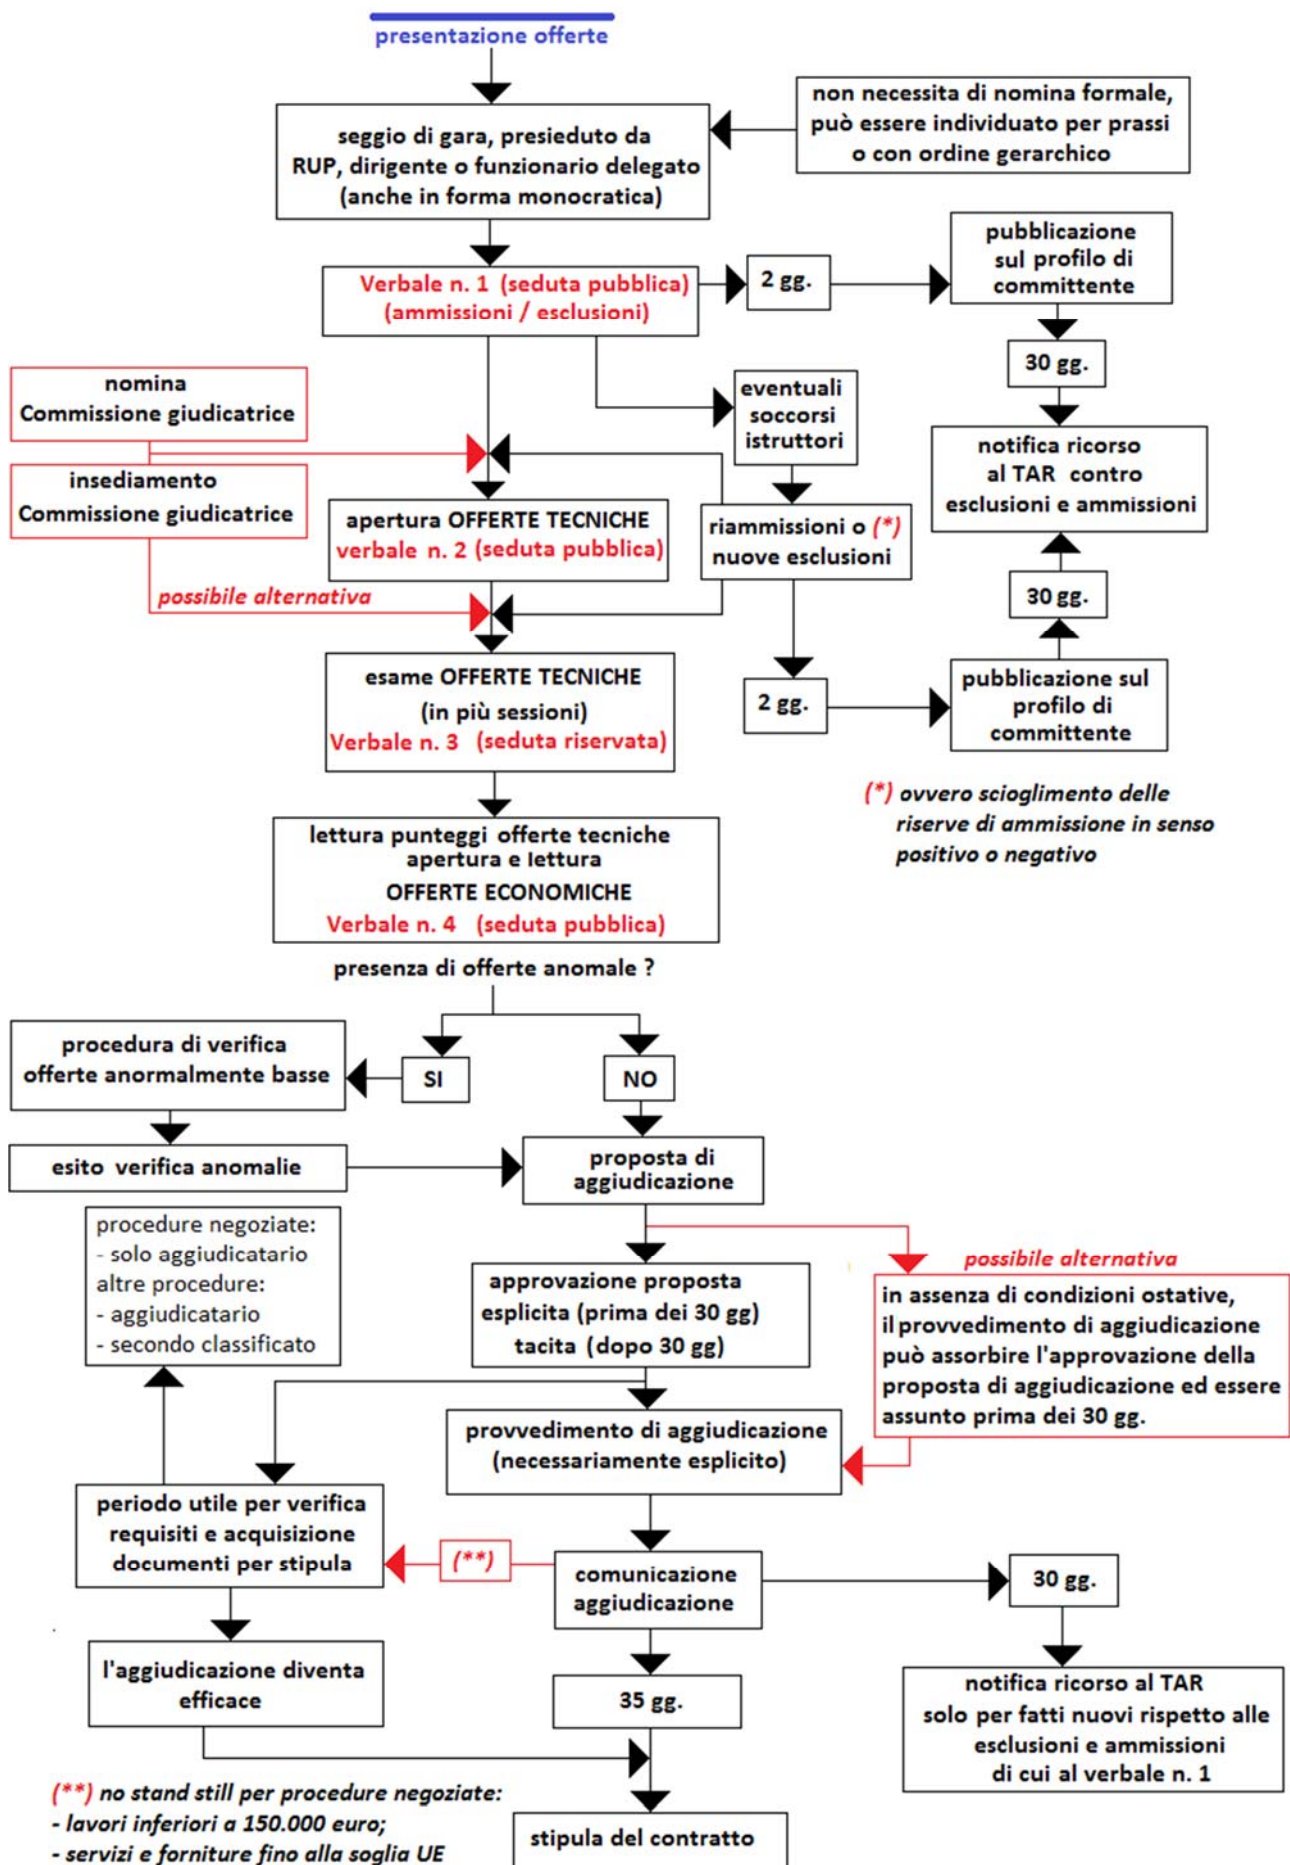 presentazione offerte
non necessita di nomina formale,
può essere individuato per prassi
o con ordine gerarchico
seggio di gara, presieduto da
RUP, dirigente o funzionario delegato
(anche in forma monocratica)
Verbale n. 1 (seduta pubblica)
(ammissioni / esclusioni)
2 gg.
pubblicazione
sul profilo di
committente
30 gg.
nomina
Commissione giudicatrice
eventuali
soccorsi
istruttori
notifica ricorso
al TAR contro
esclusioni e ammissioni
insediamento
Commissione giudicatrice
apertura OFFERTE TECNICHE
verbale n. 2 (seduta pubblica)
riammissioni o (*)
nuove esclusioni
30 gg.
possibile alternativa
esame OFFERTE TECNICHE
(in più sessioni)
Verbale n. 3 (seduta riservata)
2 gg.
pubblicazione sul
profilo di
committente
(*) ovvero scioglimento delle
riserve di ammissione in senso
positivo o negativo
lettura punteggi offerte tecniche
apertura e lettura
OFFERTE ECONOMICHE
Verbale n. 4 (seduta pubblica)
presenza di offerte anomale ?
procedura di verifica
offerte anormalmente basse
SI
NO
esito verifica anomalie
proposta di
aggiudicazione
procedure negoziate:
- solo aggiudicatario
altre procedure:
- aggiudicatario
- secondo classificato
approvazione proposta
esplicita (prima dei 30 gg)
tacita (dopo 30 gg)
possibile alternativa
in assenza di condizioni ostative,
il provvedimento di aggiudicazione
può assorbire l'approvazione della
proposta di aggiudicazione ed essere
assunto prima dei 30 gg.
provvedimento di aggiudicazione
(necessariamente esplicito)
periodo utile per verifica
requisiti e acquisizione
documenti per stipula
(**)
comunicazione
aggiudicazione
30 gg.
l'aggiudicazione diventa
efficace
35 gg.
notifica ricorso al TAR
solo per fatti nuovi rispetto alle
esclusioni e ammissioni
di cui al verbale n. 1
(**) no stand still per procedure negoziate:
- lavori inferiori a 150.000 euro;
- servizi e forniture fino alla soglia UE
stipula del contratto